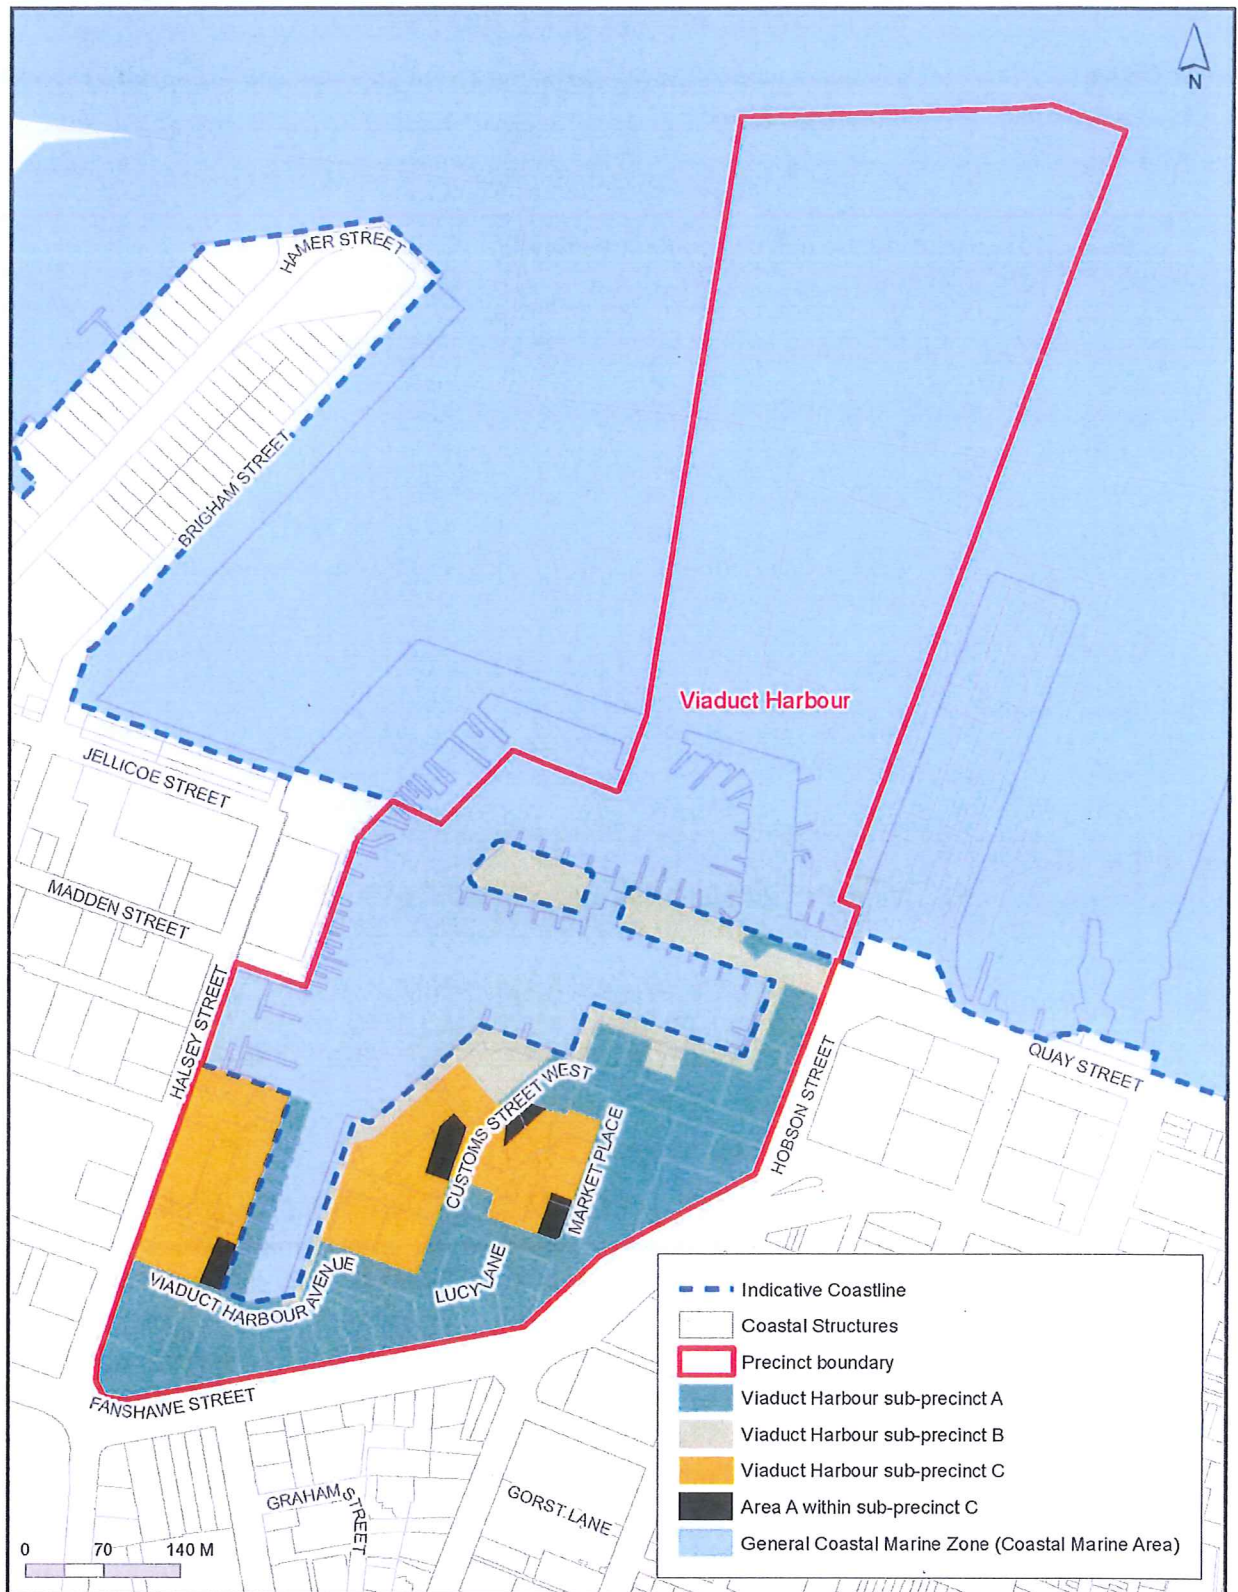 N
HAMER STREET
BRIGHAM STREET
Viaduct Harbour
JELLICOE STREET
MADDEN STREET
HALSEY STREET
QUAY STREET
CUSTOMS STREET WEST
HOBSON STREET
MARKET PLACE
LUCY LANE
VIADUCT HARBOUR AVENUE
FANSHAWE STREET
GRAHAM STREET
GORST LANE
0 70 140 M
Indicative Coastline
Coastal Structures
Precinct boundary
Viaduct Harbour sub-precinct A
Viaduct Harbour sub-precinct B
Viaduct Harbour sub-precinct C
Area A within sub-precinct C
General Coastal Marine Zone (Coastal Marine Area)